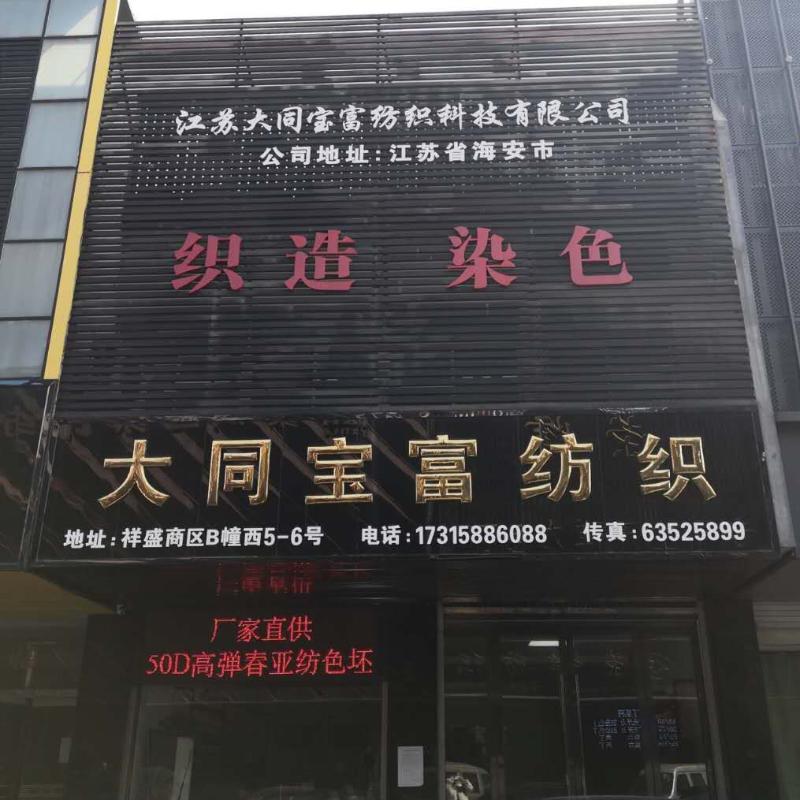 江苏大同宝富纺织科技有限公司
公司地址:江苏省海安市
织造 染色
大同宝富纺织
地址:祥盛商区B幢西5-6号 电话:17315886088 传真:63525899
厂家直供
50D高弹春亚纺色坯